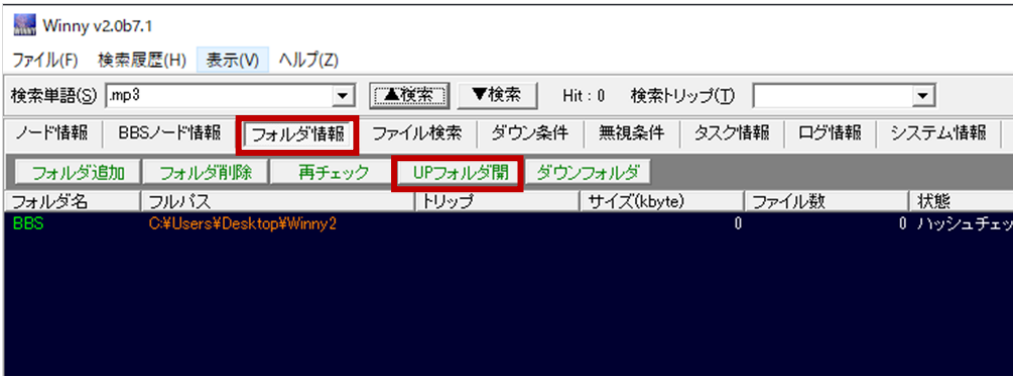 Winny v2.0b7.1
ファイル(F) 検索履歴(H) 表示(V) ヘルプ(Z)
検索単語(S) .mp3 ▲検索 ▼検索 Hit : 0 検索トリップ(T)
ノード情報 BBSノード情報 フォルダ情報 ファイル検索 ダウン条件 無視条件 タスク情報 ログ情報 システム情報
フォルダ追加 フォルダ削除 再チェック UPフォルダ開 ダウンフォルダ
フォルダ名 フルパス トリップ サイズ(kbyte) ファイル数 状態
BBS C:¥Users¥Desktop¥Winny2 0 0 ハッシュチェッ